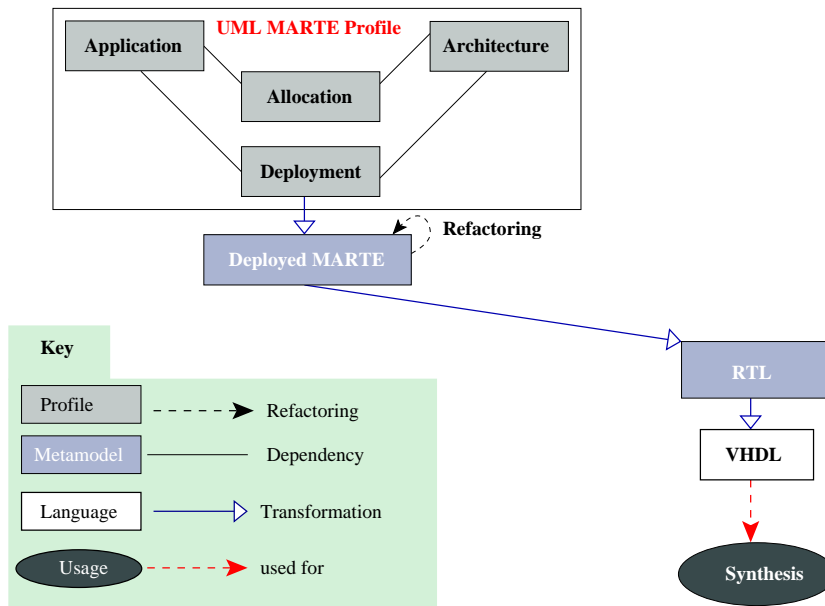 UML MARTE Profile
Application
Architecture
Allocation
Deployment
Refactoring
Deployed MARTE
Key
RTL
Profile
Refactoring
Metamodel
Dependency
VHDL
Language
Transformation
Usage
used for
Synthesis